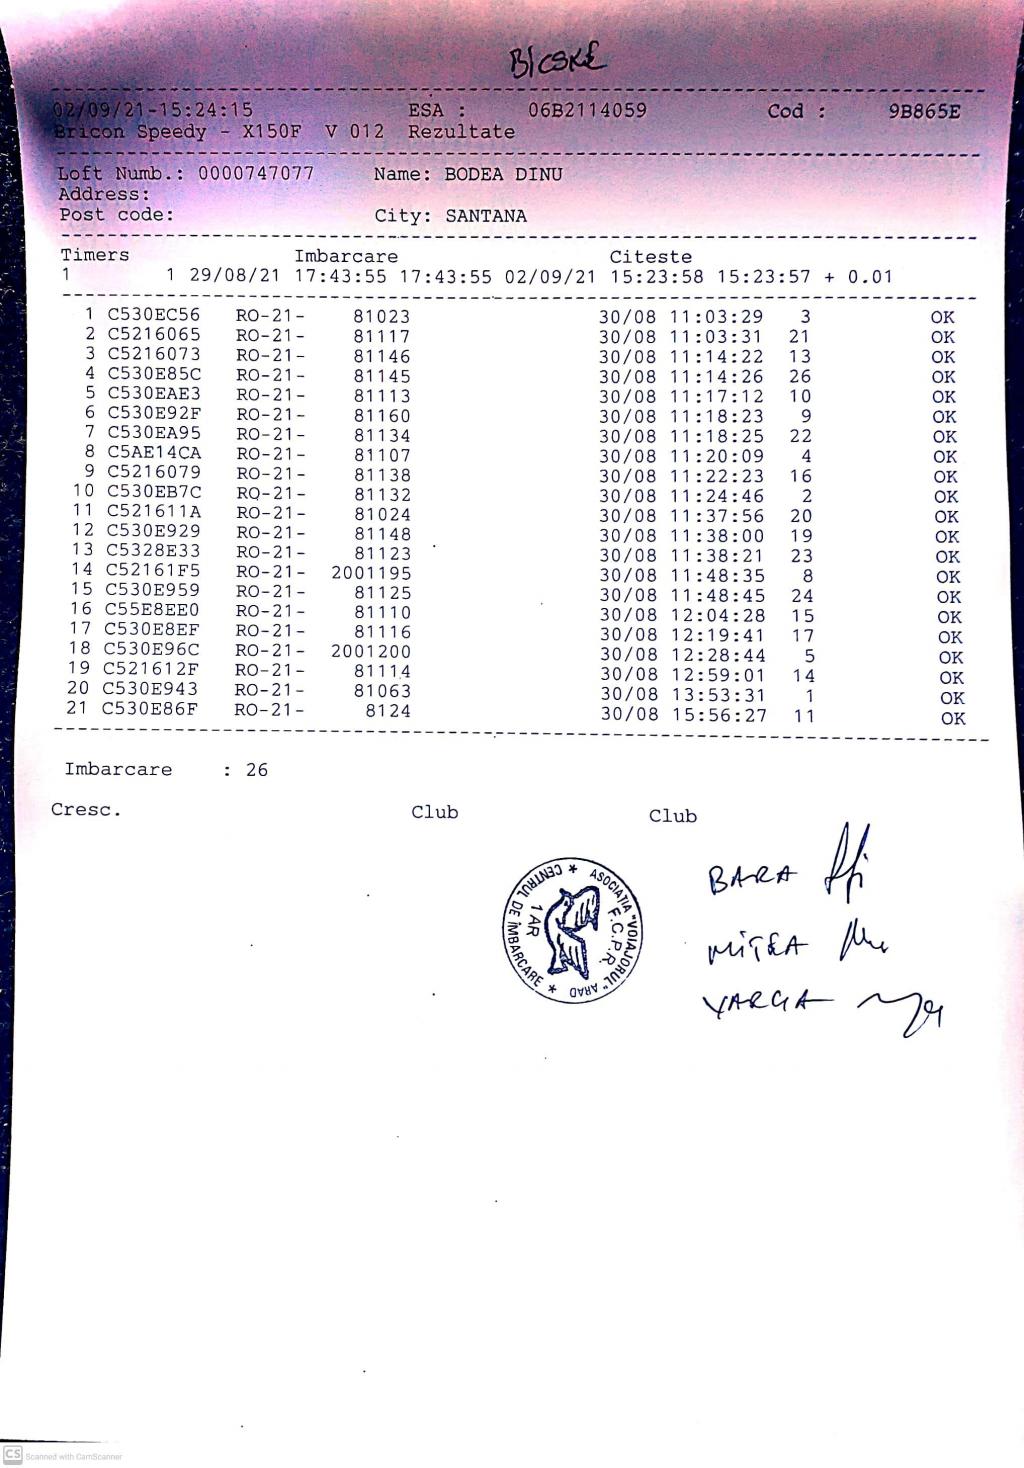 BICSKE
02/09/21-15:24:15 ESA : 06B2114059 Cod : 9B865E
Bricon Speedy - X150F V 012 Rezultate
Loft Numb.: 0000747077 Name: BODEA DINU
Address:
Post code: City: SANTANA
Timers Imbarcare Citeste
1 1 29/08/21 17:43:55 17:43:55 02/09/21 15:23:58 15:23:57 + 0.01
1 C530EC56 RO-21- 81023 30/08 11:03:29 3 OK
2 C5216065 RO-21- 81117 30/08 11:03:31 21 OK
3 C5216073 RO-21- 81146 30/08 11:14:22 13 OK
4 C530E85C RO-21- 81145 30/08 11:14:26 26 OK
5 C530EAE3 RO-21- 81113 30/08 11:17:12 10 OK
6 C530E92F RO-21- 81160 30/08 11:18:23 9 OK
7 C530EA95 RO-21- 81134 30/08 11:18:25 22 OK
8 C5AE14CA RO-21- 81107 30/08 11:20:09 4 OK
9 C5216079 RO-21- 81138 30/08 11:22:23 16 OK
10 C530EB7C RO-21- 81132 30/08 11:24:46 2 OK
11 C521611A RO-21- 81024 30/08 11:37:56 20 OK
12 C530E929 RO-21- 81148 30/08 11:38:00 19 OK
13 C5328E33 RO-21- 81123 30/08 11:38:21 23 OK
14 C52161F5 RO-21- 2001195 30/08 11:48:35 8 OK
15 C530E959 RO-21- 81125 30/08 11:48:45 24 OK
16 C55E8EE0 RO-21- 81110 30/08 12:04:28 15 OK
17 C530E8EF RO-21- 81116 30/08 12:19:41 17 OK
18 C530E96C RO-21- 2001200 30/08 12:28:44 5 OK
19 C521612F RO-21- 81114 30/08 12:59:01 14 OK
20 C530E943 RO-21- 81063 30/08 13:53:31 1 OK
21 C530E86F RO-21- 8124 30/08 15:56:27 11 OK
Imbarcare : 26
Cresc. Club Club
ASOCIAȚIA "VOIAJORUL" ARAD * CENTRUL DE ÎMBARCARE *
F.C.P.R.
1 AR
BARA
MITEA
VARGA
CS Scanned with CamScanner